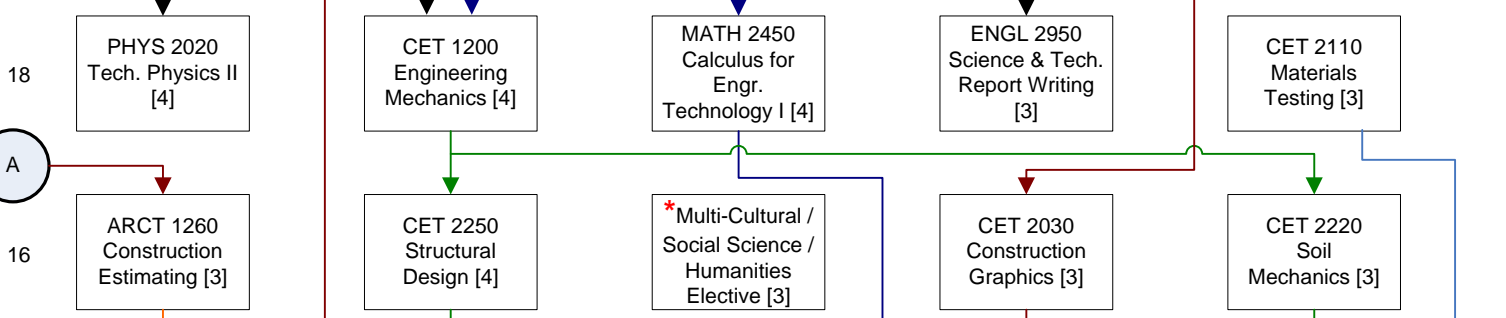 18
PHYS 2020
Tech. Physics II
[4]
CET 1200
Engineering
Mechanics [4]
MATH 2450
Calculus for
Engr.
Technology I [4]
ENGL 2950
Science & Tech.
Report Writing
[3]
CET 2110
Materials
Testing [3]
A
16
ARCT 1260
Construction
Estimating [3]
CET 2250
Structural
Design [4]
*Multi-Cultural /
Social Science /
Humanities
Elective [3]
CET 2030
Construction
Graphics [3]
CET 2220
Soil
Mechanics [3]